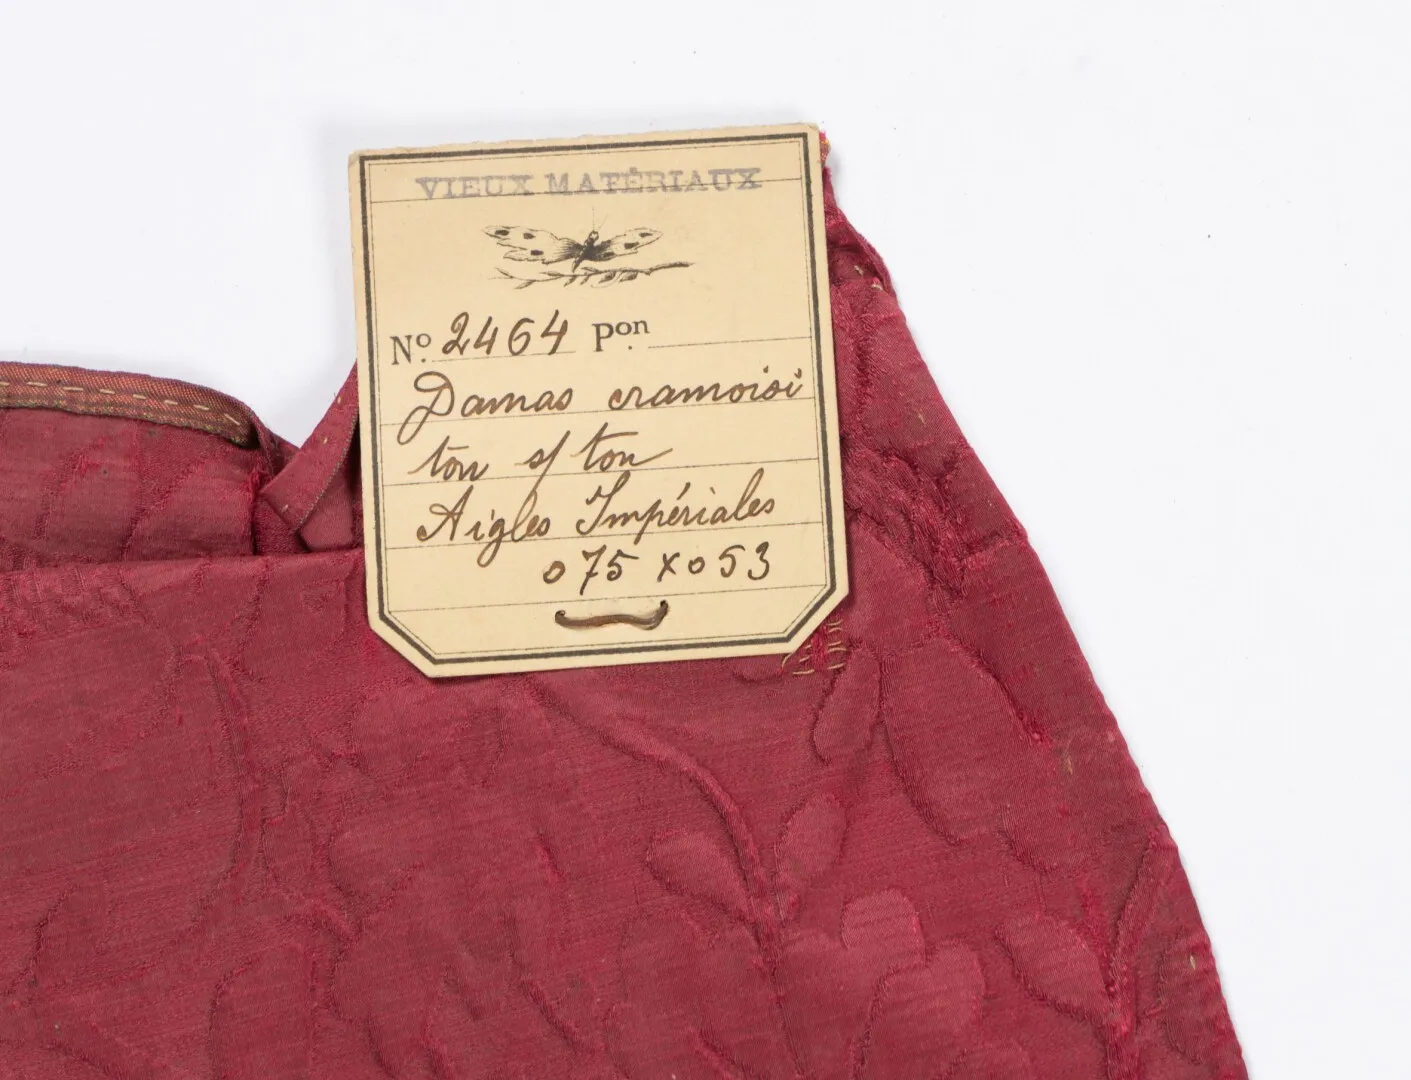 VIEUX MATÉRIAUX
No. 2464 Pon
Damas cramoisi
ton s/ ton
Aigles Impériales
075 x 053